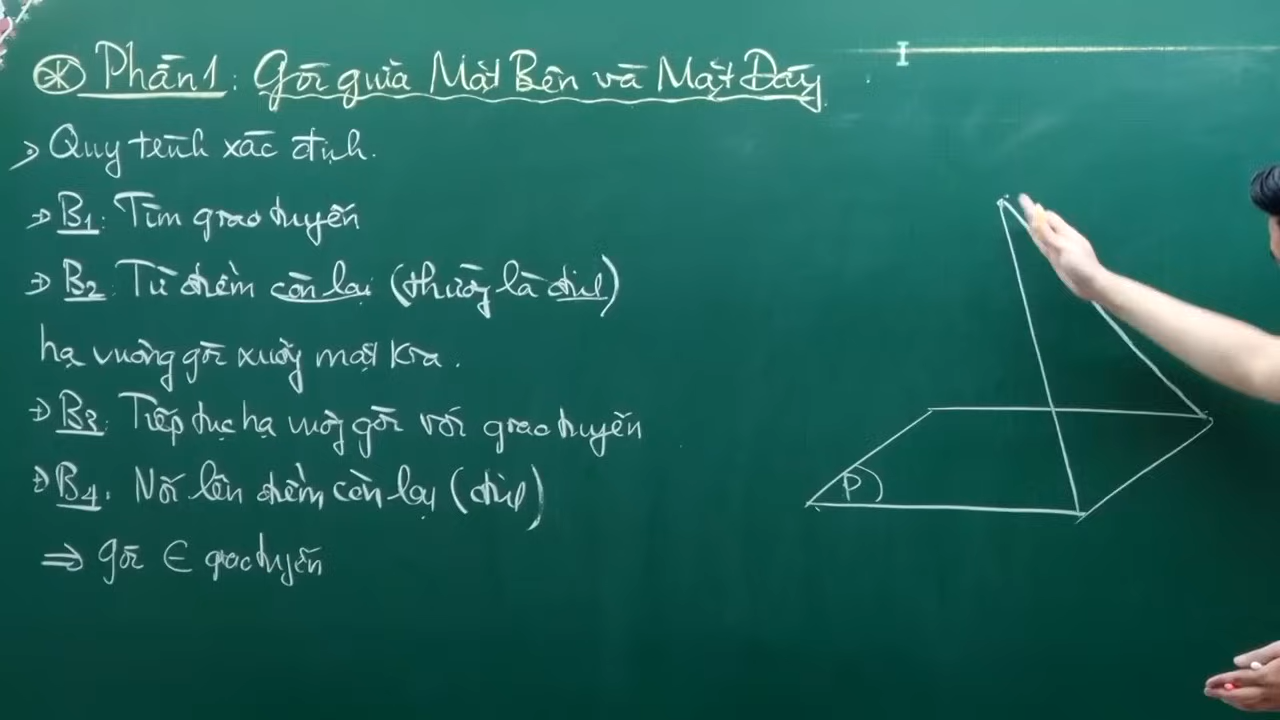 Phần 1: Góc giữa Mặt Bên và Mặt Đáy
Quy trình xác định.
→ B1: Tìm giao tuyến
→ B2: Từ điểm còn lại (thường là đỉnh)
hạ vuông góc xuống mặt kia.
→ B3: Tiếp tục hạ vuông góc với giao tuyến
→ B4. Nối lên điểm còn lại (đỉnh)
⇒ góc ∈ giao tuyến
P